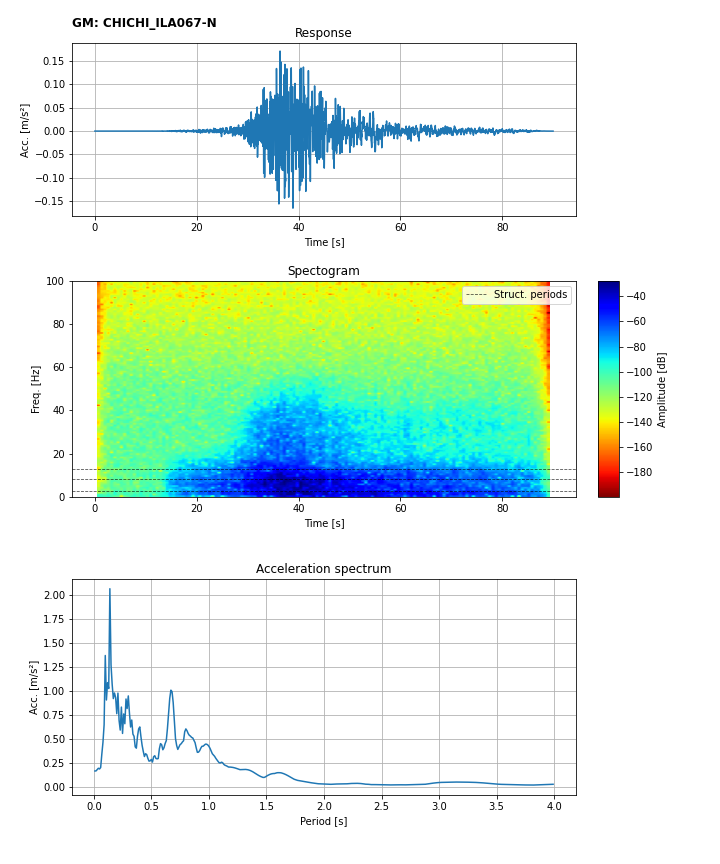 GM: CHICHI_ILA067-N
Response
0.15
0.10
0.05
0.00
−0.05
−0.10
−0.15
Acc. [m/s²]
0 20 40 60 80
Time [s]
Spectogram
100
80
60
40
20
0
Freq. [Hz]
Struct. periods
0 20 40 60 80
Time [s]
−40
−60
−80
−100
−120
−140
−160
−180
Amplitude [dB]
Acceleration spectrum
2.00
1.75
1.50
1.25
1.00
0.75
0.50
0.25
0.00
Acc. [m/s²]
0.0 0.5 1.0 1.5 2.0 2.5 3.0 3.5 4.0
Period [s]